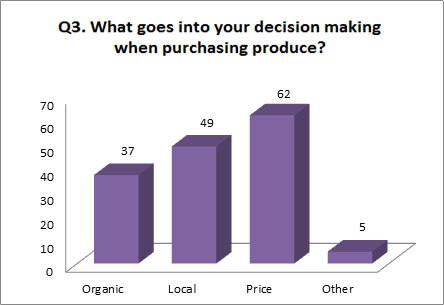 Q3. What goes into your decision making
when purchasing produce?
70
60
50
40
30
20
10
0
37
49
62
5
Organic
Local
Price
Other